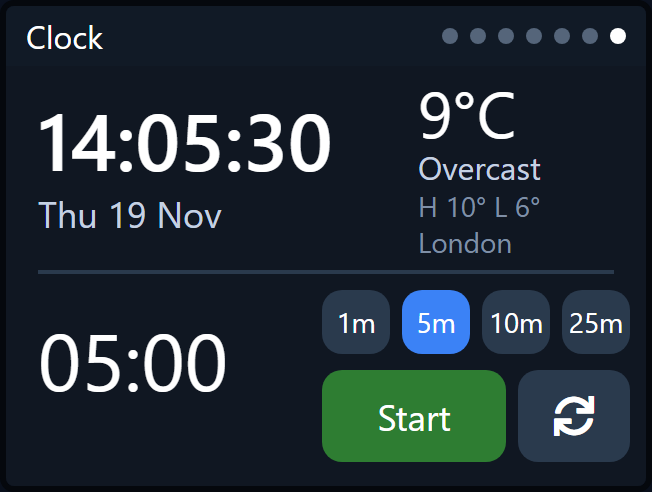 Clock
14:05:30
Thu 19 Nov
9°C
Overcast
H 10° L 6°
London
05:00
1m
5m
10m
25m
Start